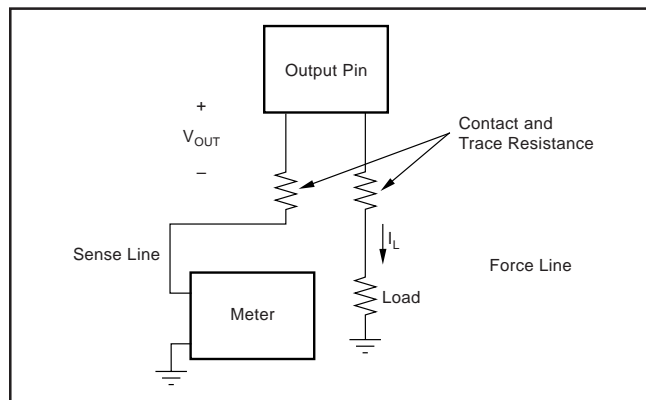 Output Pin
+
V_OUT
–
Contact and
Trace Resistance
Sense Line
I_L
Force Line
Load
Meter